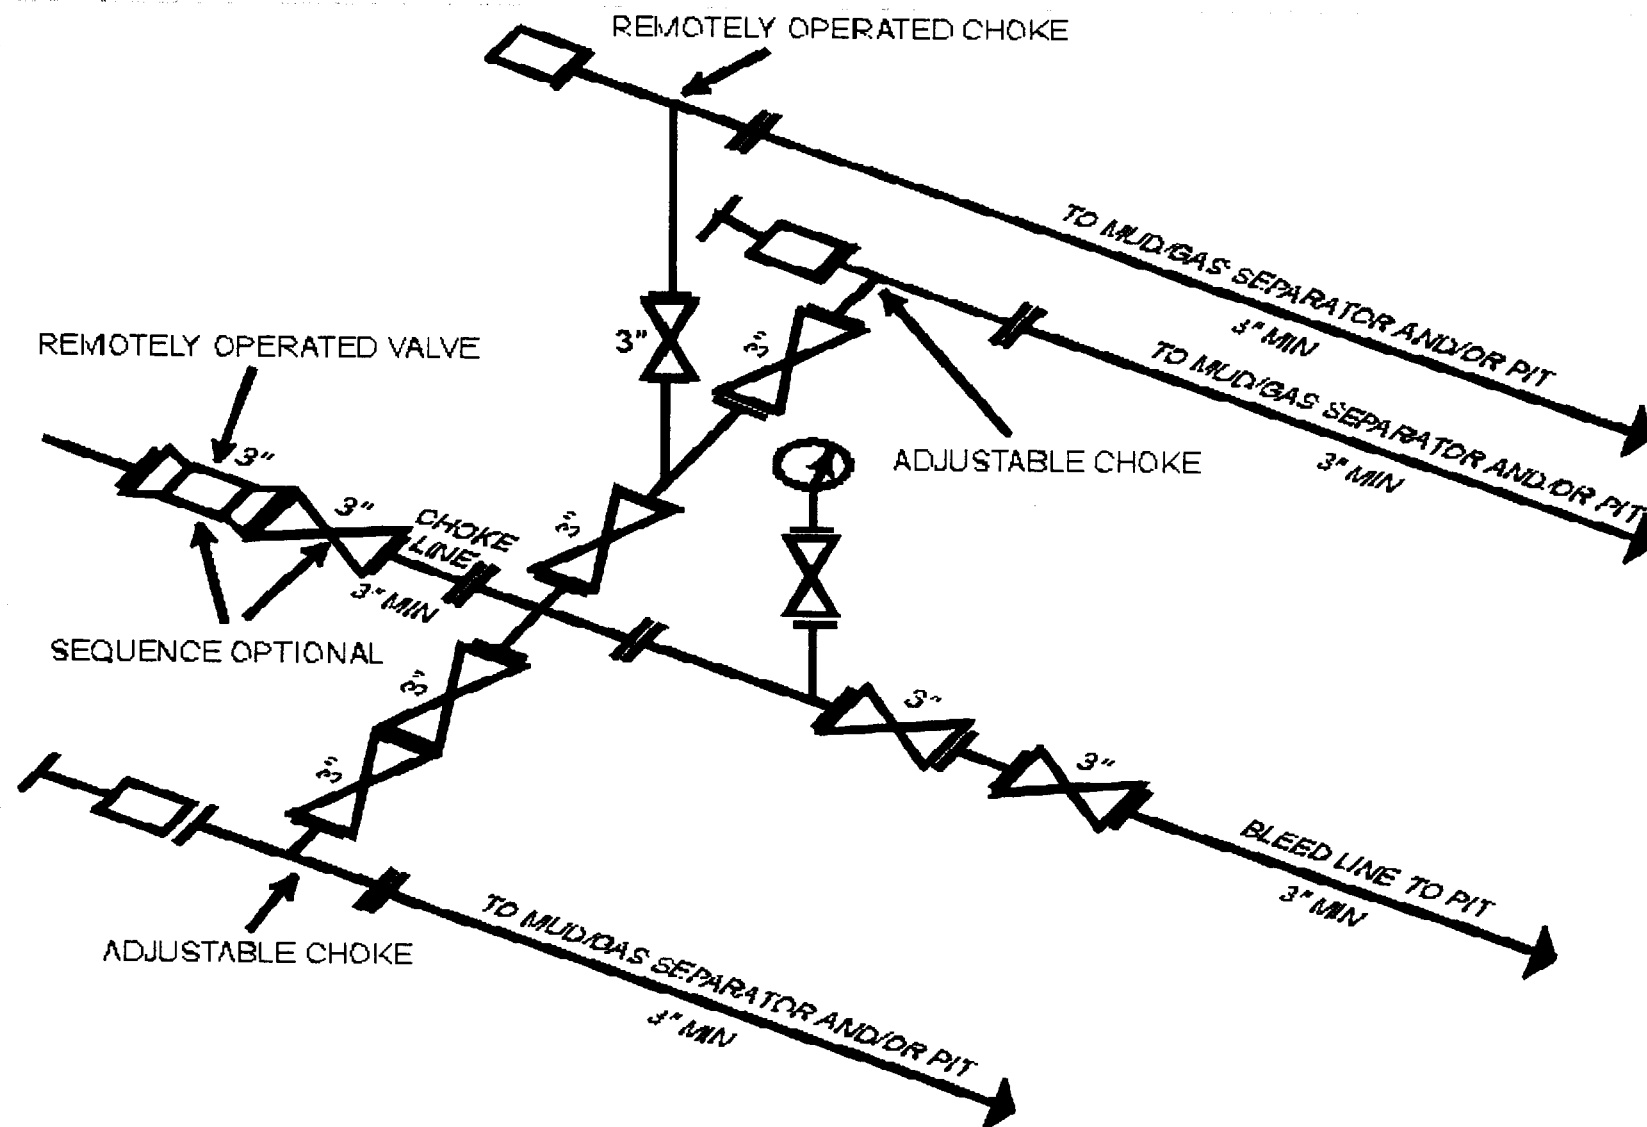 REMOTELY OPERATED CHOKE
TO MUD/GAS SEPARATOR AND/OR PIT
3" MIN
3"
3"
TO MUD/GAS SEPARATOR AND/OR PIT
3" MIN
REMOTELY OPERATED VALVE
ADJUSTABLE CHOKE
3"
3"
CHOKE
LINE
3" MIN
3"
SEQUENCE OPTIONAL
3"
3"
3"
3"
BLEED LINE TO PIT
3" MIN
ADJUSTABLE CHOKE
TO MUD/GAS SEPARATOR AND/OR PIT
3" MIN